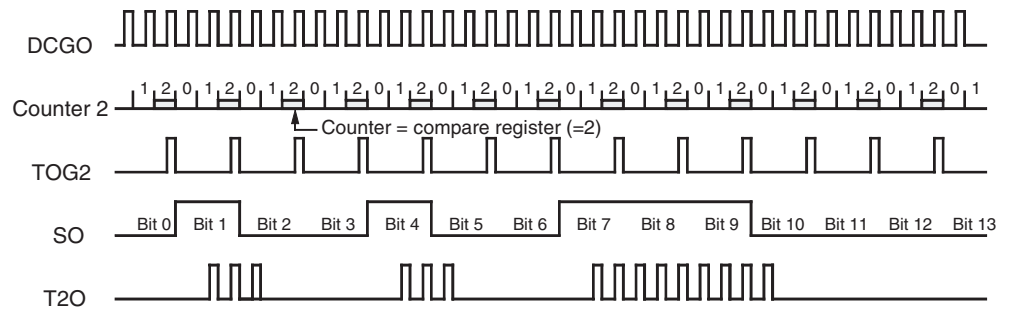 DCGO
1 2 0 1 2 0 1 2 0 1 2 0 1 2 0 1 2 0 1 2 0 1 2 0 1 2 0 1 2 0 1 2 0 1 2 0 1 2 0 1
Counter 2
Counter = compare register (=2)
TOG2
SO
Bit 0 Bit 1 Bit 2 Bit 3 Bit 4 Bit 5 Bit 6 Bit 7 Bit 8 Bit 9 Bit 10 Bit 11 Bit 12 Bit 13
T2O